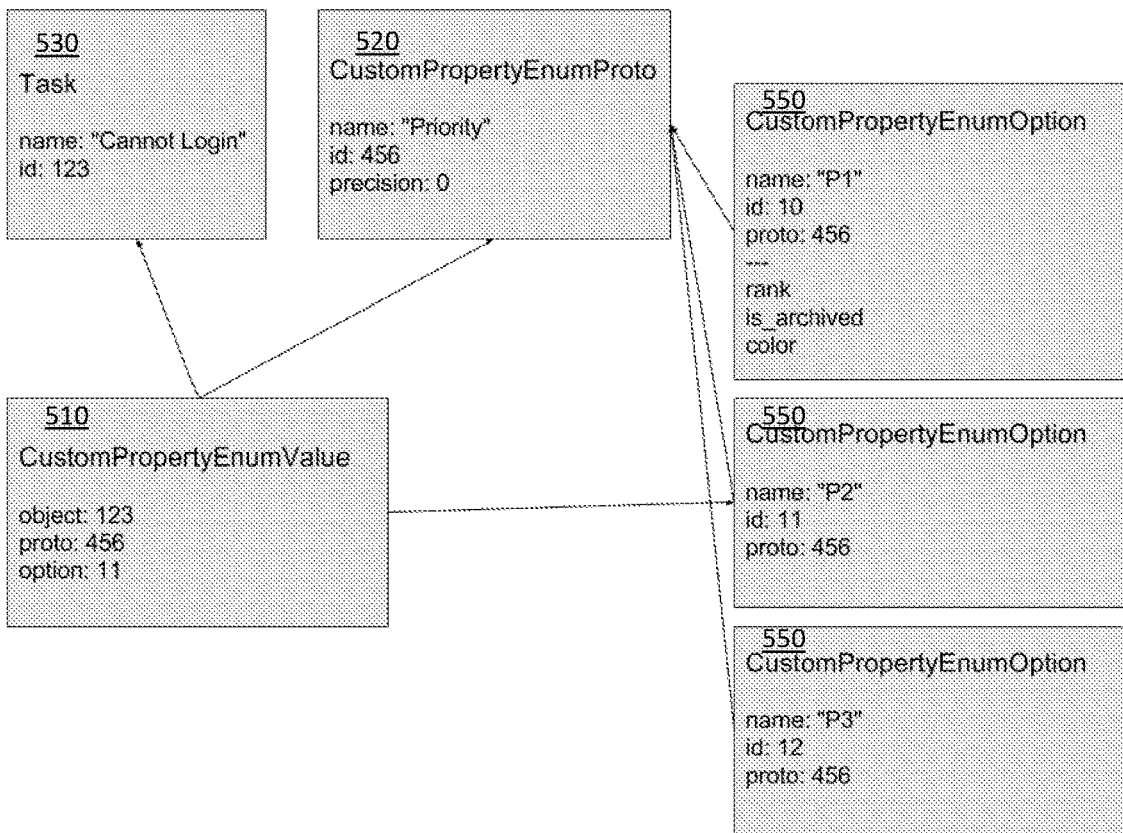 530
Task
name: "Cannot Login"
id: 123
520
CustomPropertyEnumProto
name: "Priority"
id: 456
precision: 0
550
CustomPropertyEnumOption
name: "P1"
id: 10
proto: 456
---
rank
is_archived
color
510
CustomPropertyEnumValue
object: 123
proto: 456
option: 11
550
CustomPropertyEnumOption
name: "P2"
id: 11
proto: 456
550
CustomPropertyEnumOption
name: "P3"
id: 12
proto: 456